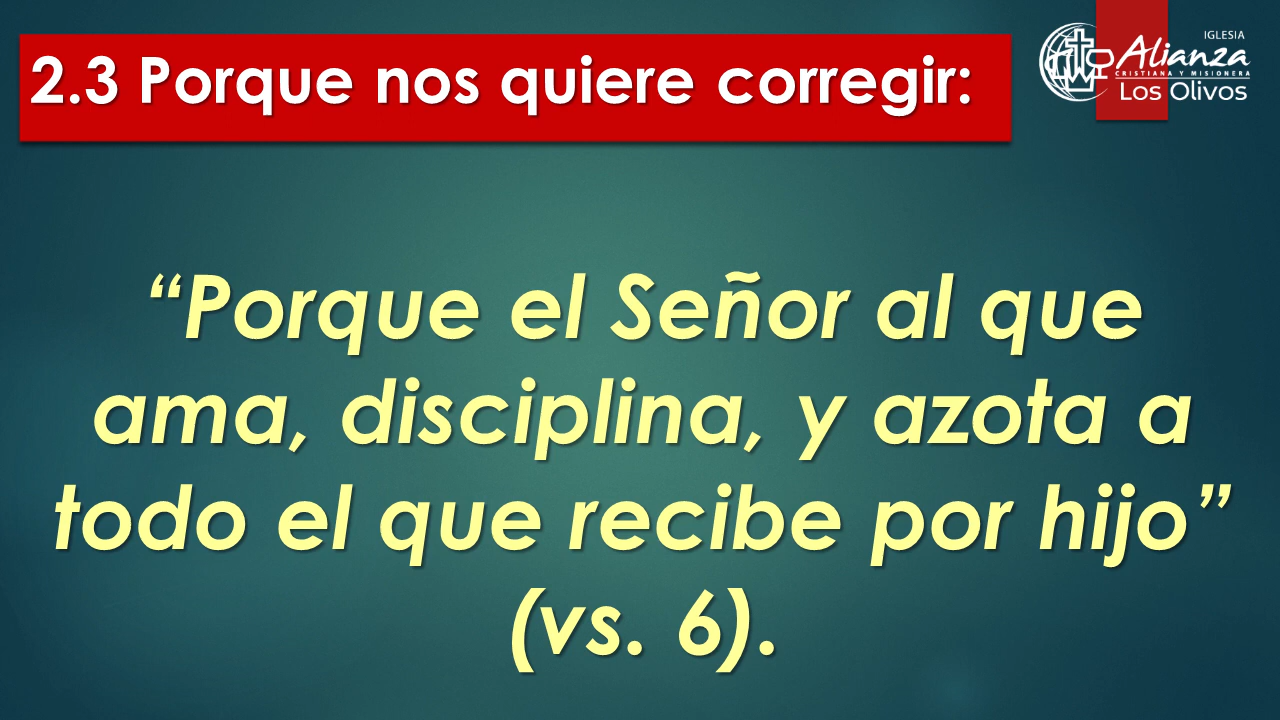 2.3 Porque nos quiere corregir:
IGLESIA
Alianza
CRISTIANA Y MISIONERA
Los Olivos
“Porque el Señor al que
ama, disciplina, y azota a
todo el que recibe por hijo”
(vs. 6).